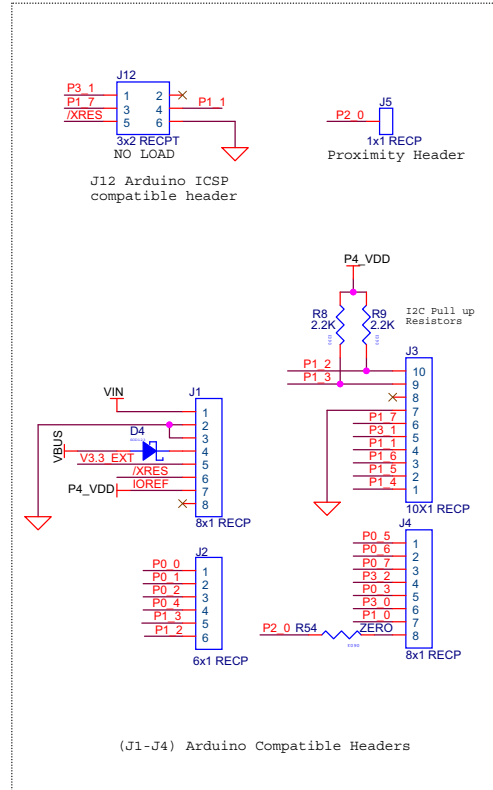 J12
P3_1 1 2
P1_7 3 4 P1_1
/XRES 5 6
3x2 RECPT
NO LOAD
J12 Arduino ICSP
compatible header
J5
P2_0
1x1 RECP
Proximity Header
P4_VDD
R8 R9
2.2K 2.2K
I2C Pull up
Resistors
J3
P1_2 10
P1_3 9
8
7
P1_7 6
P3_1 5
P1_1 4
P1_6 3
P1_5 2
P1_4 1
10X1 RECP
J1
VIN 1
2
3
VBUS D4 4
V3.3_EXT 5
/XRES 6
P4_VDD IOREF 7
8
8x1 RECP
J2
P0_0 1
P0_1 2
P0_2 3
P0_4 4
P1_3 5
P1_2 6
6x1 RECP
J4
P0_5 1
P0_6 2
P0_7 3
P3_2 4
P0_3 5
P3_0 6
P1_0 7
P2_0 R54 ZERO 8
8x1 RECP
(J1-J4) Arduino Compatible Headers